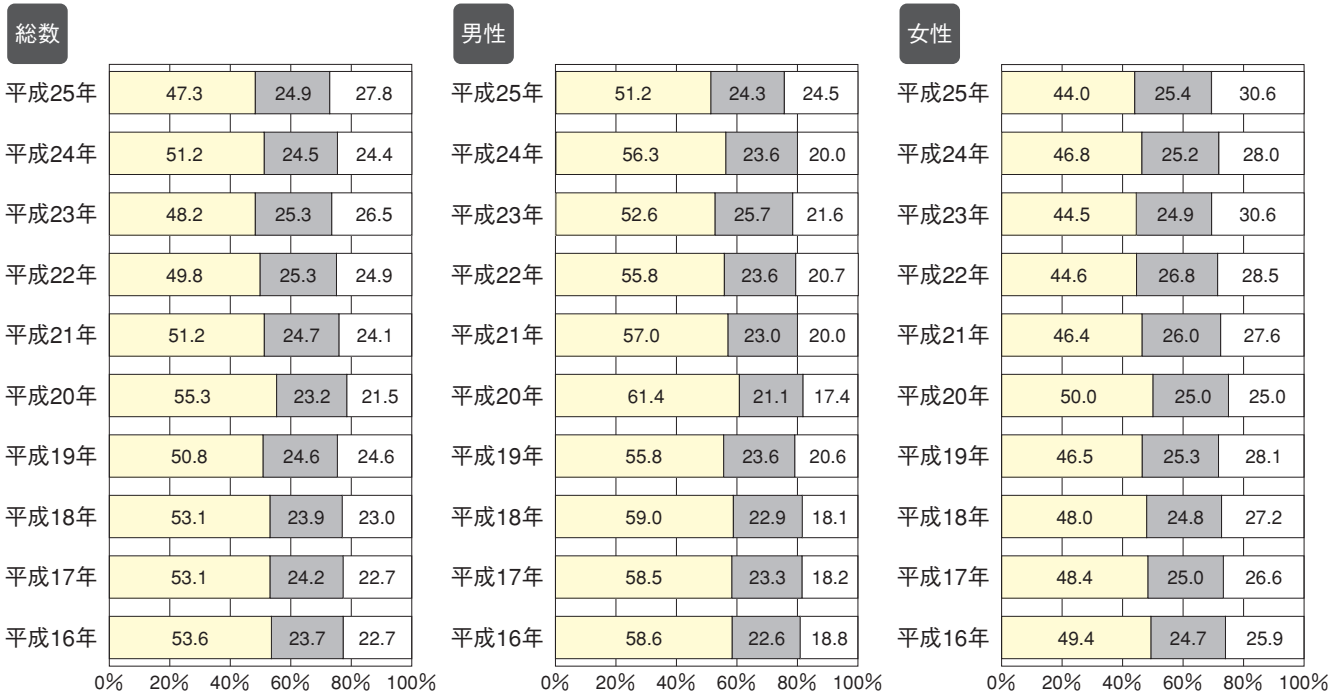 総数
平成25年 47.3 24.9 27.8
平成24年 51.2 24.5 24.4
平成23年 48.2 25.3 26.5
平成22年 49.8 25.3 24.9
平成21年 51.2 24.7 24.1
平成20年 55.3 23.2 21.5
平成19年 50.8 24.6 24.6
平成18年 53.1 23.9 23.0
平成17年 53.1 24.2 22.7
平成16年 53.6 23.7 22.7
0% 20% 40% 60% 80% 100%
男性
平成25年 51.2 24.3 24.5
平成24年 56.3 23.6 20.0
平成23年 52.6 25.7 21.6
平成22年 55.8 23.6 20.7
平成21年 57.0 23.0 20.0
平成20年 61.4 21.1 17.4
平成19年 55.8 23.6 20.6
平成18年 59.0 22.9 18.1
平成17年 58.5 23.3 18.2
平成16年 58.6 22.6 18.8
0% 20% 40% 60% 80% 100%
女性
平成25年 44.0 25.4 30.6
平成24年 46.8 25.2 28.0
平成23年 44.5 24.9 30.6
平成22年 44.6 26.8 28.5
平成21年 46.4 26.0 27.6
平成20年 50.0 25.0 25.0
平成19年 46.5 25.3 28.1
平成18年 48.0 24.8 27.2
平成17年 48.4 25.0 26.6
平成16年 49.4 24.7 25.9
0% 20% 40% 60% 80% 100%